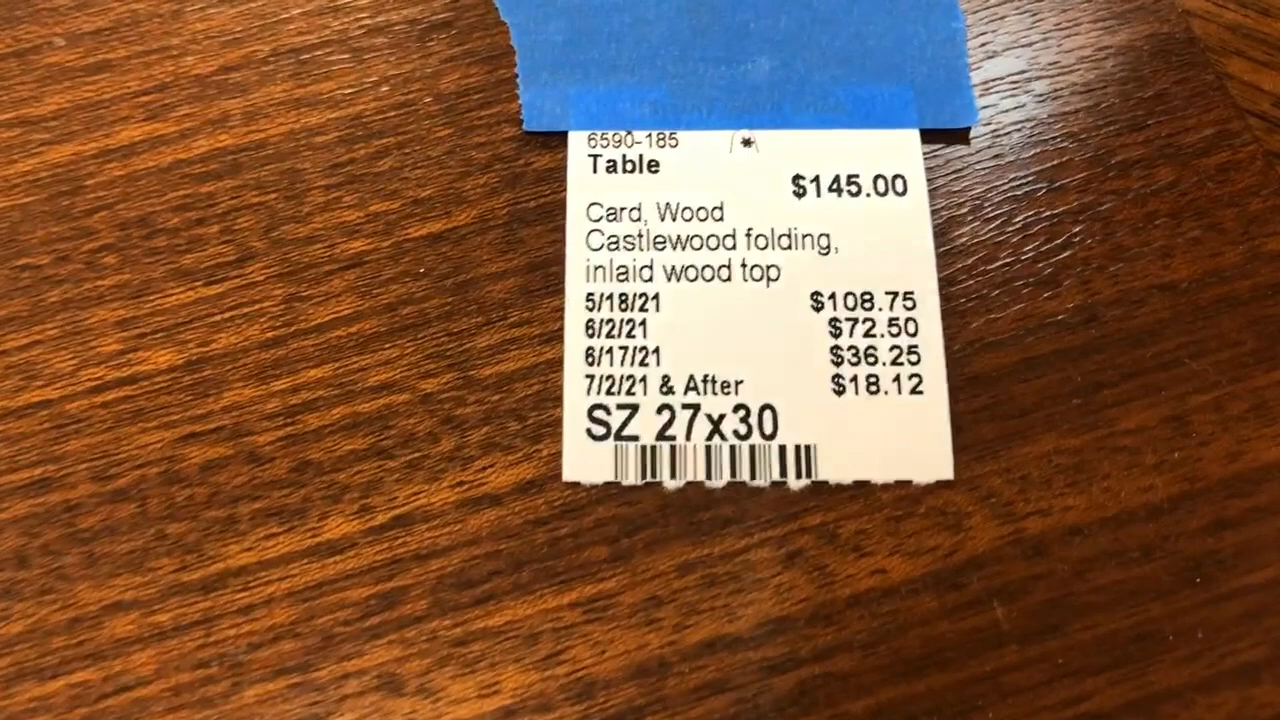 6590-185
Table
$145.00
Card, Wood
Castlewood folding,
inlaid wood top
5/18/21 $108.75
6/2/21 $72.50
6/17/21 $36.25
7/2/21 & After $18.12
SZ 27x30